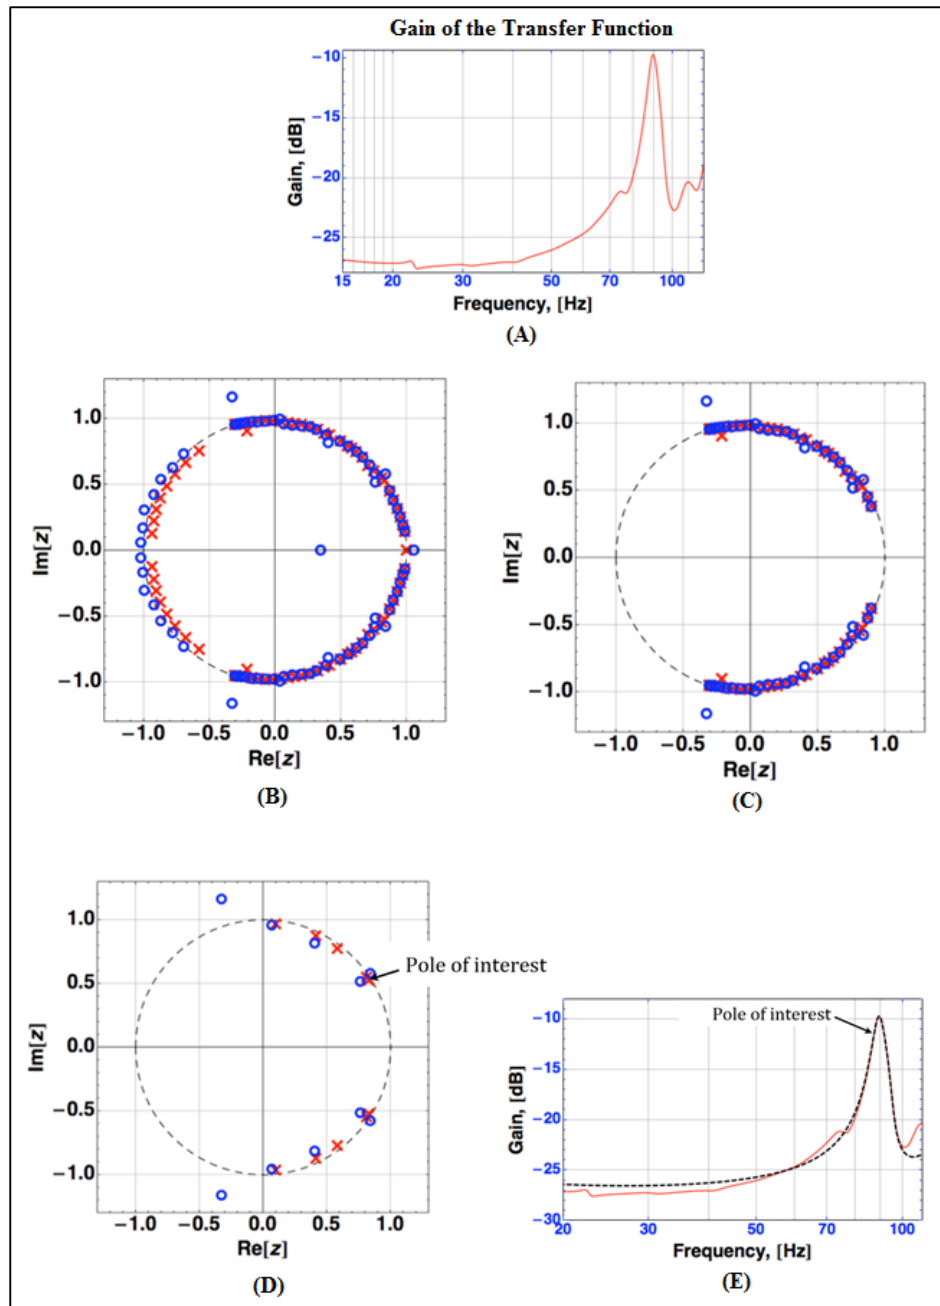 Gain of the Transfer Function
−10
−15
−20
−25
Gain, [dB]
15 20 30 50 70 100
Frequency, [Hz]
(A)
1.0
0.5
0.0
−0.5
−1.0
Im[z]
−1.0 −0.5 0.0 0.5 1.0
Re[z]
(B)
1.0
0.5
0.0
−0.5
−1.0
Im[z]
−1.0 −0.5 0.0 0.5 1.0
Re[z]
(C)
1.0
0.5
0.0
−0.5
−1.0
Im[z]
Pole of interest
−1.0 −0.5 0.0 0.5 1.0
Re[z]
(D)
−10
−15
−20
−25
−30
Gain, [dB]
Pole of interest
20 30 50 70 100
Frequency, [Hz]
(E)